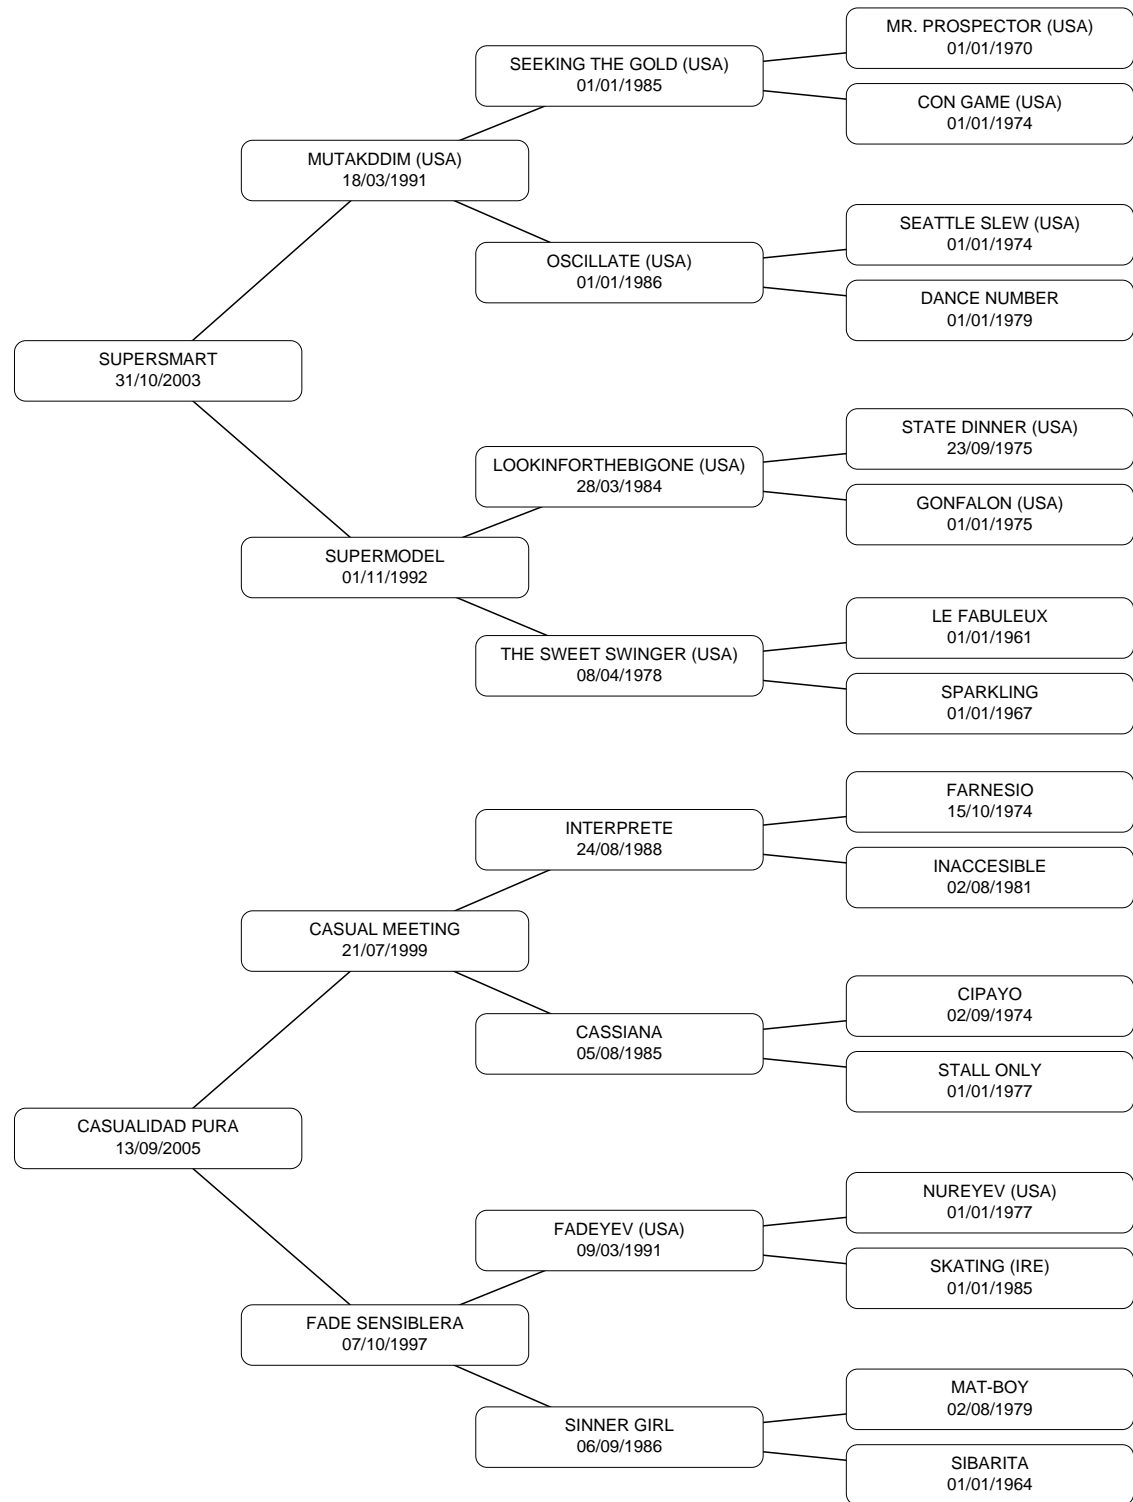 MR. PROSPECTOR (USA)
01/01/1970
SEEKING THE GOLD (USA)
01/01/1985
CON GAME (USA)
01/01/1974
MUTAKDDIM (USA)
18/03/1991
SEATTLE SLEW (USA)
01/01/1974
OSCILLATE (USA)
01/01/1986
DANCE NUMBER
01/01/1979
SUPERSMART
31/10/2003
STATE DINNER (USA)
23/09/1975
LOOKINFORTHEBIGONE (USA)
28/03/1984
GONFALON (USA)
01/01/1975
SUPERMODEL
01/11/1992
LE FABULEUX
01/01/1961
THE SWEET SWINGER (USA)
08/04/1978
SPARKLING
01/01/1967
FARNESIO
15/10/1974
INTERPRETE
24/08/1988
INACCESIBLE
02/08/1981
CASUAL MEETING
21/07/1999
CIPAYO
02/09/1974
CASSIANA
05/08/1985
STALL ONLY
01/01/1977
CASUALIDAD PURA
13/09/2005
NUREYEV (USA)
01/01/1977
FADEYEV (USA)
09/03/1991
SKATING (IRE)
01/01/1985
FADE SENSIBLERA
07/10/1997
MAT-BOY
02/08/1979
SINNER GIRL
06/09/1986
SIBARITA
01/01/1964